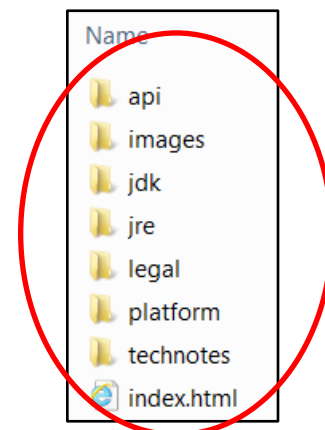 Name
api
images
jdk
jre
legal
platform
technotes
index.html